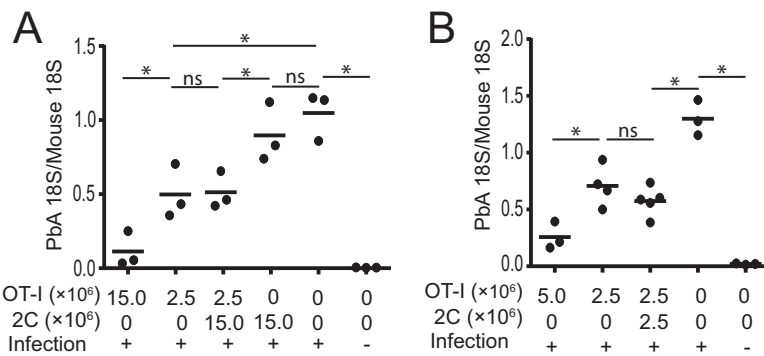 A
PbA 18S/Mouse 18S
1.5
1.0
0.5
0.0
* ns * ns *
*
OT-I (×10⁶) 15.0 2.5 2.5 0 0 0
2C (×10⁶) 0 0 15.0 15.0 0 0
Infection + + + + + -
B
PbA 18S/Mouse 18S
2.0
1.5
1.0
0.5
0.0
* ns * *
OT-I (×10⁶) 5.0 2.5 2.5 0 0
2C (×10⁶) 0 0 2.5 0 0
Infection + + + + -